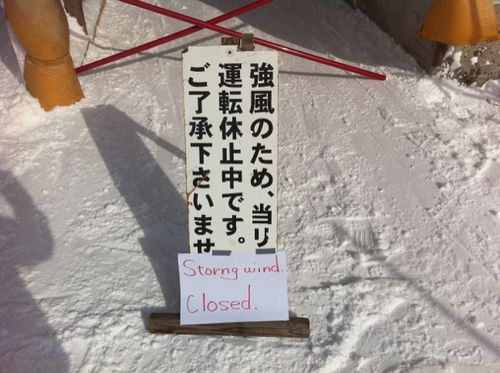 強風のため、当リ
運転休止中です。
ご了承下さいませ
Storng wind.
Closed.